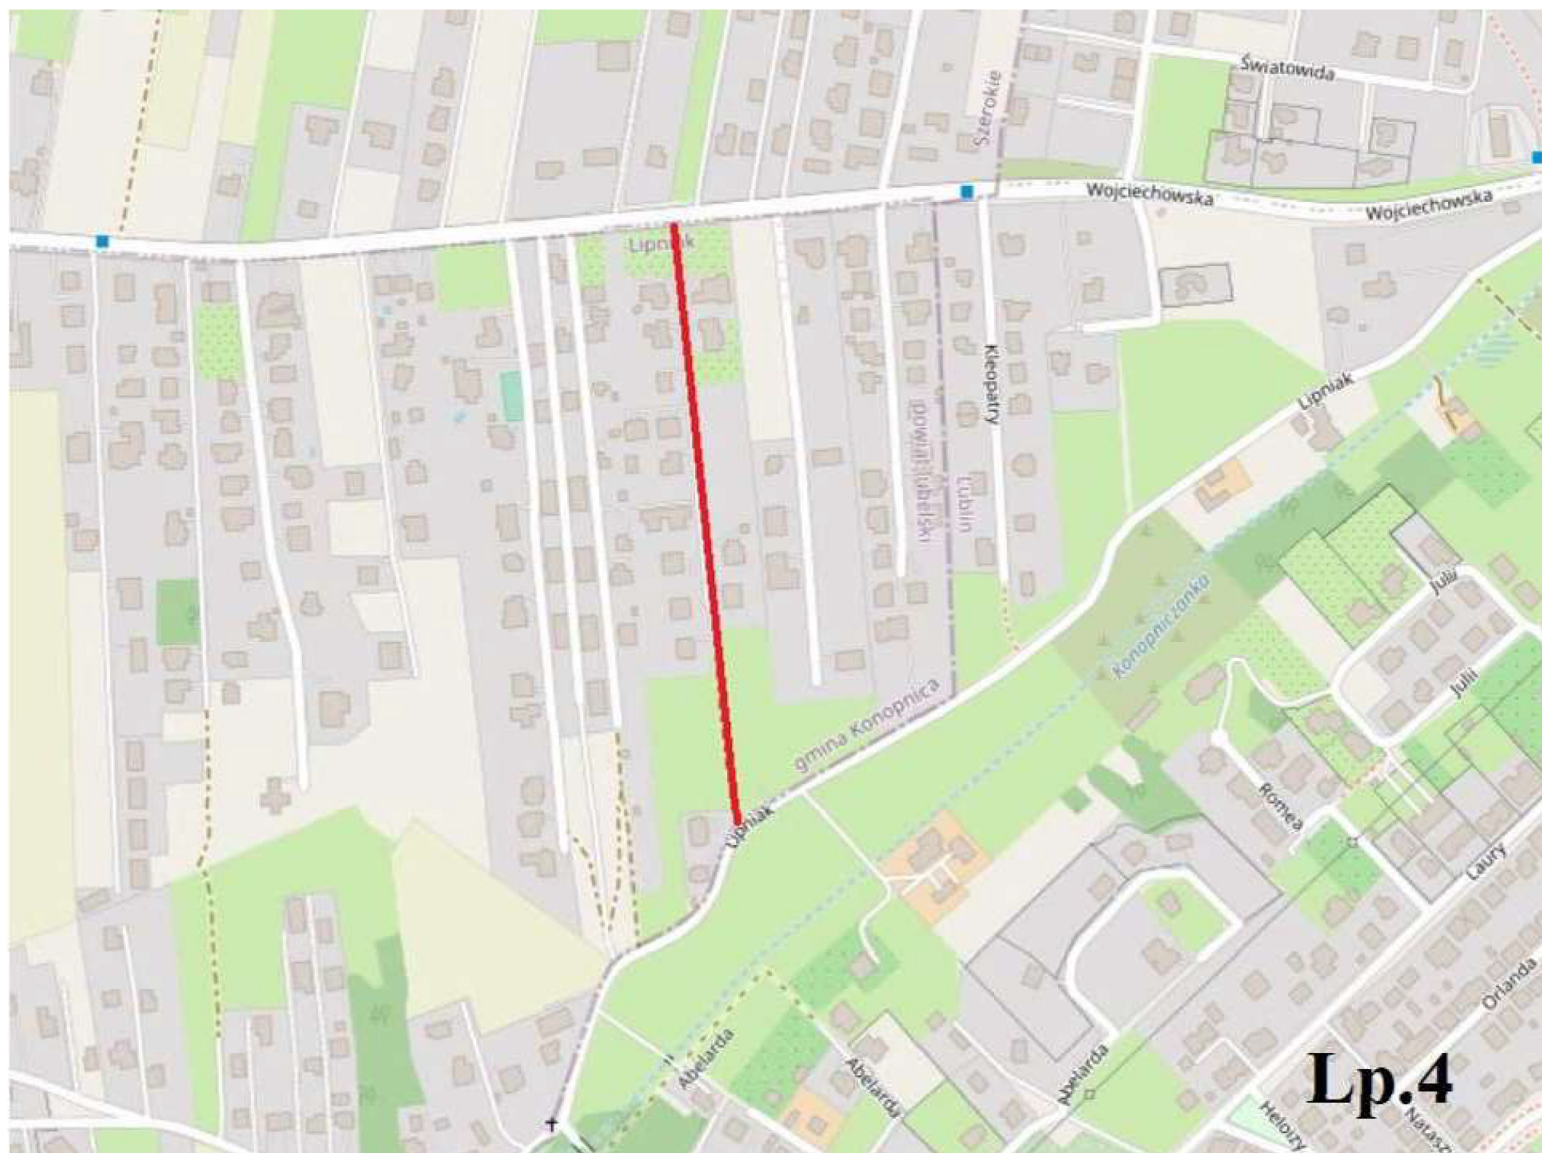 Światowida
Szerokie
Wojciechowska
Wojciechowska
Lipniak
Kleopatry
Lipniak
powiat lubelski
Lublin
Konopniczanka
Julii
Julii
gmina Konopnica
Romea
Lipniak
Laury
Orlanda
Abelarda
Abelarda
Abelarda
Lp.4
Heloizy
Nataszy